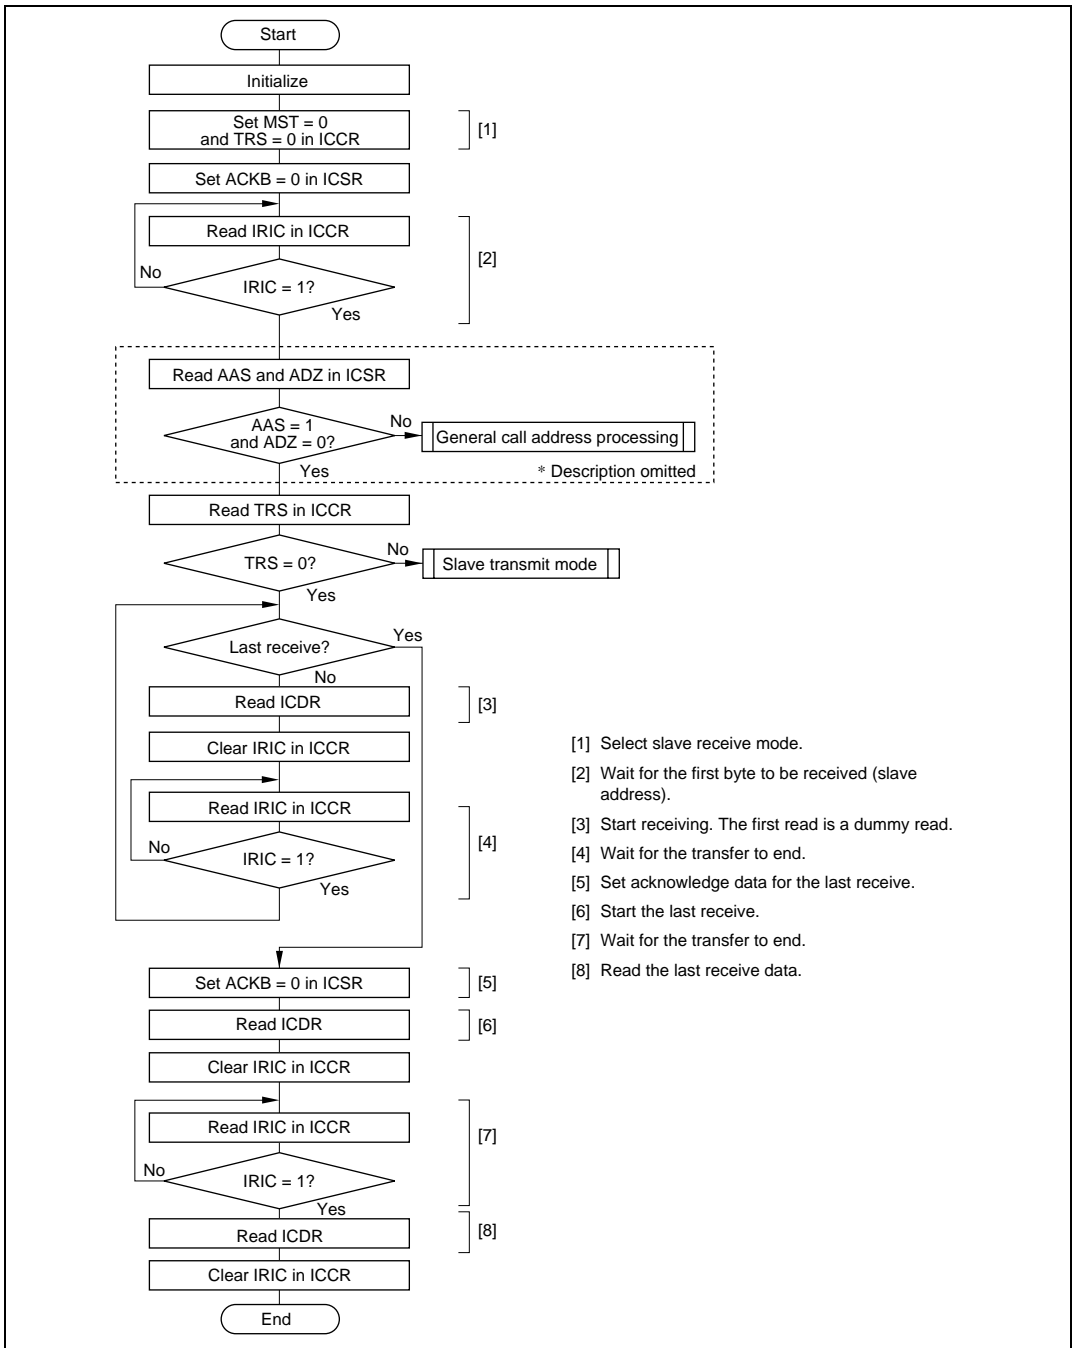 Start
Initialize
Set MST = 0
and TRS = 0 in ICCR
[1]
Set ACKB = 0 in ICSR
Read IRIC in ICCR
[2]
No
IRIC = 1?
Yes
Read AAS and ADZ in ICSR
AAS = 1
and ADZ = 0?
No
General call address processing
Yes
* Description omitted
Read TRS in ICCR
TRS = 0?
No
Slave transmit mode
Yes
Last receive?
Yes
No
Read ICDR
[3]
Clear IRIC in ICCR
Read IRIC in ICCR
[4]
No
IRIC = 1?
Yes
Set ACKB = 0 in ICSR
[5]
Read ICDR
[6]
Clear IRIC in ICCR
Read IRIC in ICCR
[7]
No
IRIC = 1?
Yes
Read ICDR
[8]
Clear IRIC in ICCR
End
[1] Select slave receive mode.
[2] Wait for the first byte to be received (slave
address).
[3] Start receiving. The first read is a dummy read.
[4] Wait for the transfer to end.
[5] Set acknowledge data for the last receive.
[6] Start the last receive.
[7] Wait for the transfer to end.
[8] Read the last receive data.